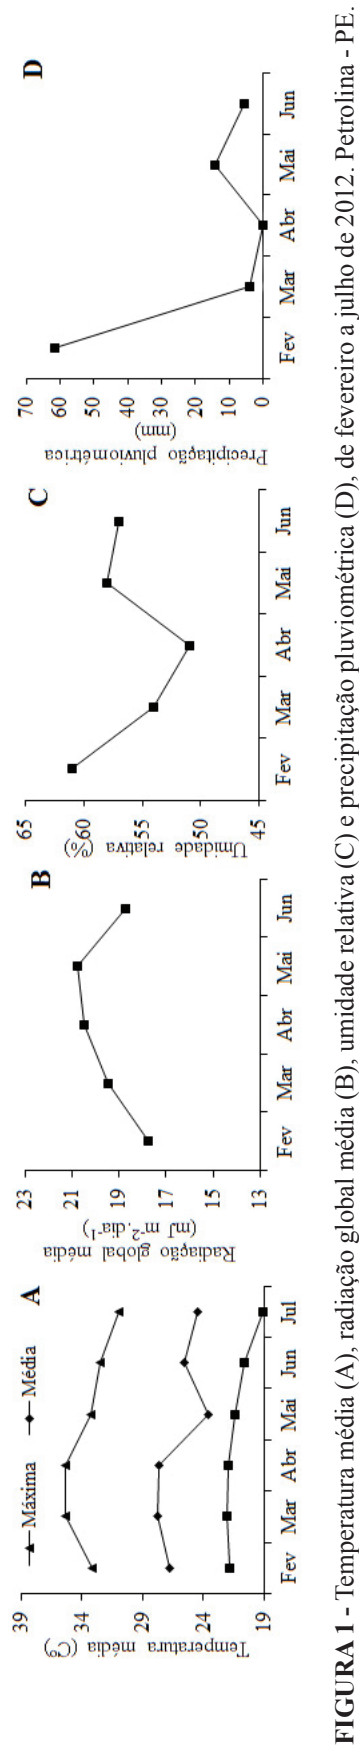 A
Máxima
Média
Temperatura média (Cº)
39
34
29
24
19
Fev Mar Abr Mai Jun Jul
B
Radiação global média
(mJ m⁻².dia⁻¹)
23
21
19
17
15
13
Fev Mar Abr Mai Jun
C
Umidade relativa (%)
65
60
55
50
45
Fev Mar Abr Mai Jun
D
Precipitação pluviométrica
(mm)
70
60
50
40
30
20
10
0
Fev Mar Abr Mai Jun
FIGURA 1 - Temperatura média (A), radiação global média (B), umidade relativa (C) e precipitação pluviométrica (D), de fevereiro a julho de 2012. Petrolina - PE.